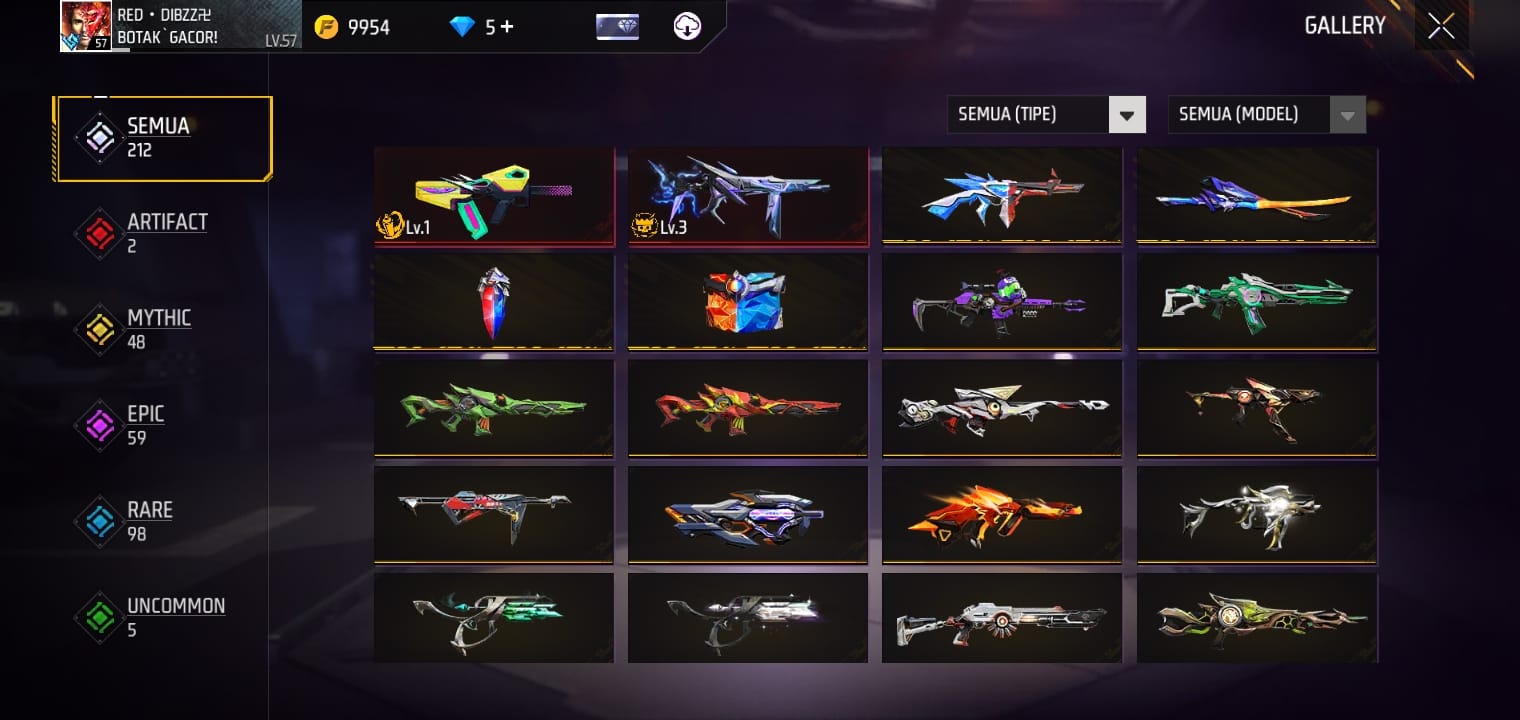 RED・DIBZZ卍
BOTAK`GACOR!
57
LV.57
9954
5 +
GALLERY
SEMUA
212
ARTIFACT
2
MYTHIC
48
EPIC
59
RARE
98
UNCOMMON
5
SEMUA (TIPE)
SEMUA (MODEL)
Lv.1
Lv.3